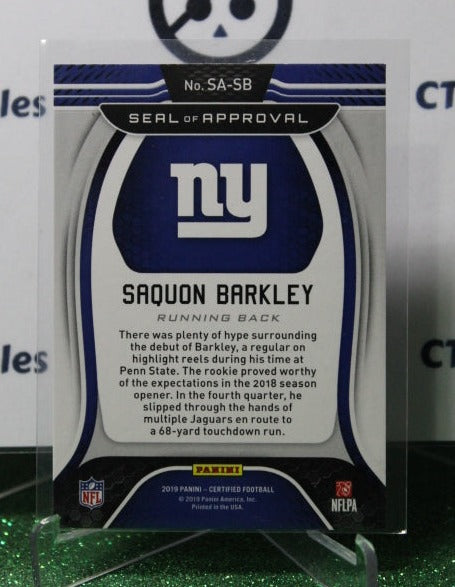 No. SA-SB
SEAL OF APPROVAL
les
CT
ny
SAQUON BARKLEY
RUNNING BACK
There was plenty of hype surrounding
the debut of Barkley, a regular on
highlight reels during his time at
Penn State. The rookie proved worthy
of the expectations in the 2018 season
opener. In the fourth quarter, he
slipped through the hands of
multiple Jaguars en route to
a 68-yard touchdown run.
les
CT
PANINI
NFL
2019 PANINI – CERTIFIED FOOTBALL
© 2019 Panini America, Inc.
Printed in the USA.
NFLPA